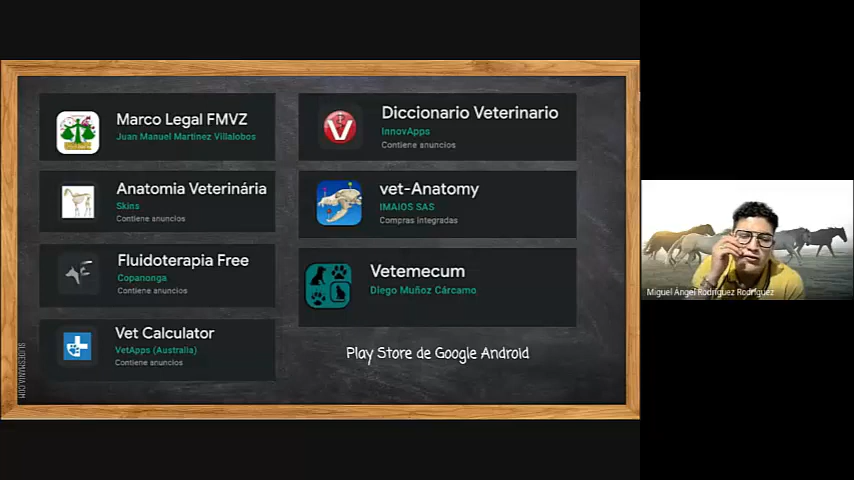 Marco Legal FMVZ
Juan Manuel Martinez Villalobos
Anatomia Veterinária
Skins
Contiene anuncios
Fluidoterapia Free
Copanonga
Contiene anuncios
Vet Calculator
VetApps (Australia)
Contiene anuncios
Diccionario Veterinario
InnovApps
Contiene anuncios
vet-Anatomy
IMAIOS SAS
Compras integradas
Vetemecum
Diego Muñoz Cárcamo
Play Store de Google Android
SLIDESMANIA.COM
Miguel Ángel Rodríguez Rodríguez